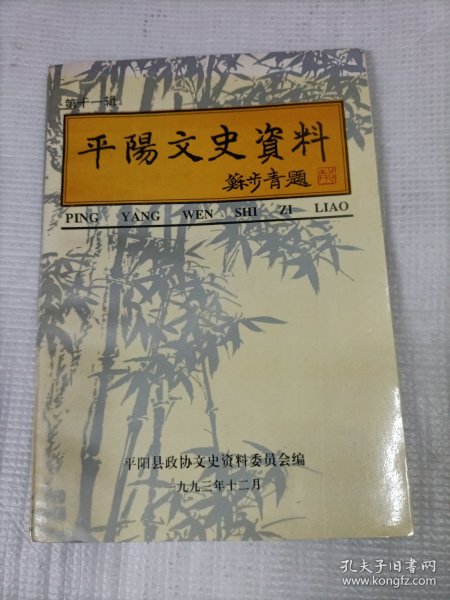 第十一辑
平陽文史資料
蘇步青題
PING YANG WEN SHI ZI LIAO
平阳县政协文史资料委员会编
一九九三年十二月
孔夫子旧书网
www.kongfz.com